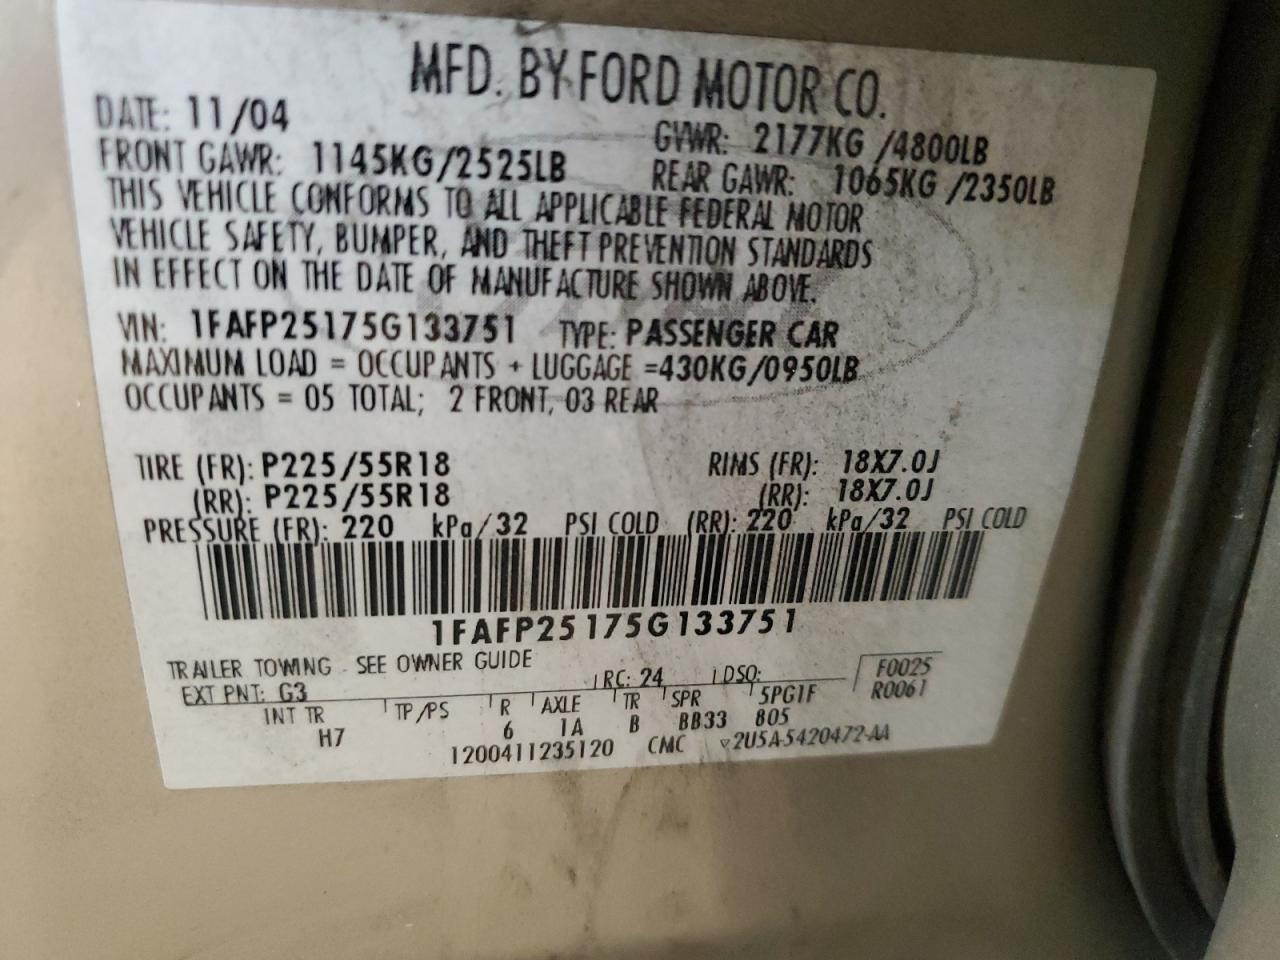 MFD. BY FORD MOTOR CO.
DATE: 11/04 GVWR: 2177KG /4800LB
FRONT GAWR: 1145KG/2525LB REAR GAWR: 1065KG /2350LB
THIS VEHICLE CONFORMS TO ALL APPLICABLE FEDERAL MOTOR
VEHICLE SAFETY, BUMPER, AND THEFT PREVENTION STANDARDS
IN EFFECT ON THE DATE OF MANUFACTURE SHOWN ABOVE.
VIN: 1FAFP25175G133751 TYPE: PASSENGER CAR
MAXIMUM LOAD = OCCUPANTS + LUGGAGE =430KG/0950LB
OCCUPANTS = 05 TOTAL; 2 FRONT, 03 REAR
TIRE (FR): P225/55R18 RIMS (FR): 18X7.0J
(RR): P225/55R18 (RR): 18X7.0J
PRESSURE (FR): 220 kPa/32 PSI COLD (RR): 220 kPa/32 PSI COLD
1FAFP25175G133751
TRAILER TOWING - SEE OWNER GUIDE
EXT PNT: G3 RC: 24 DSO: F0025
R0061
INT TR TP/PS R AXLE TR SPR 5PG1F
H7 6 1A B BB33 805
1200411235120 CMC 2U5A-5420472-AA